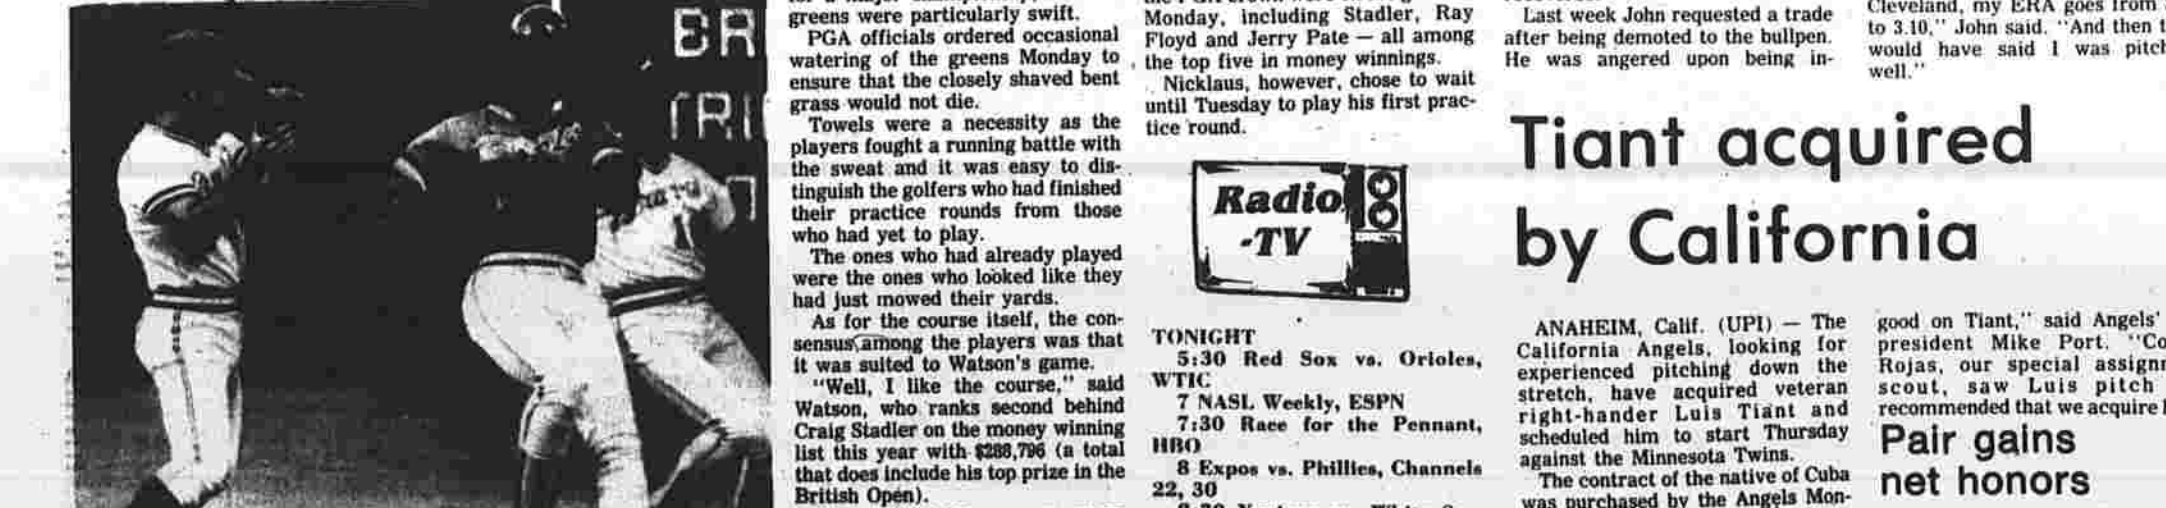 BR
TRI
greens were particularly swift.
PGA officials ordered occasional
watering of the greens Monday to
ensure that the closely shaved bent
grass would not die.
Towels were a necessity as the
players fought a running battle with
the sweat and it was easy to dis-
tinguish the golfers who had finished
their practice rounds from those
who had yet to play.
The ones who had already played
were the ones who looked like they
had just mowed their yards.
As for the course itself, the con-
sensus among the players was that
it was suited to Watson's game.
"Well, I like the course," said
Watson, who ranks second behind
Craig Stadler on the money winning
list this year with $286,796 (a total
that does include his top prize in the
British Open).
Monday, including Stadler, Ray
Floyd and Jerry Pate — all among
the top five in money winnings.
Nicklaus, however, chose to wait
until Tuesday to play his first prac-
tice round.
Radio
-TV
TONIGHT
5:30 Red Sox vs. Orioles,
WTIC
7 NASL Weekly, ESPN
7:30 Race for the Pennant,
HBO
8 Expos vs. Phillies, Channels
22, 30
Last week John requested a trade
after being demoted to the bullpen.
He was angered upon being in-
Cleveland, my ERA goes from
to 3.10," John said. "And then
would have said I was pitch
well."
Tiant acquired
by California
ANAHEIM, Calif. (UPI) — The
California Angels, looking for
experienced pitching down the
stretch, have acquired veteran
right-hander Luis Tiant and
scheduled him to start Thursday
against the Minnesota Twins.
The contract of the native of Cuba
was purchased by the Angels Mon-
good on Tiant," said Angels'
president Mike Port. "Co
Rojas, our special assignm
scout, saw Luis pitch
recommended that we acquire
Pair gains
net honors